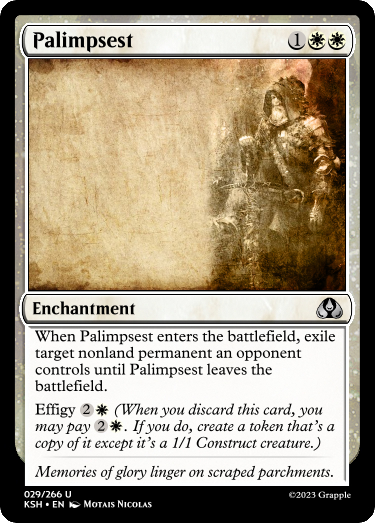 Palimpsest 1
Enchantment
When Palimpsest enters the battlefield, exile
target nonland permanent an opponent
controls until Palimpsest leaves the
battlefield.
Effigy 2 (When you discard this card, you
may pay 2. If you do, create a token that's a
copy of it except it's a 1/1 Construct creature.)
Memories of glory linger on scraped parchments.
029/266 U
KSH • EN Motais Nicolas
©2023 Grapple